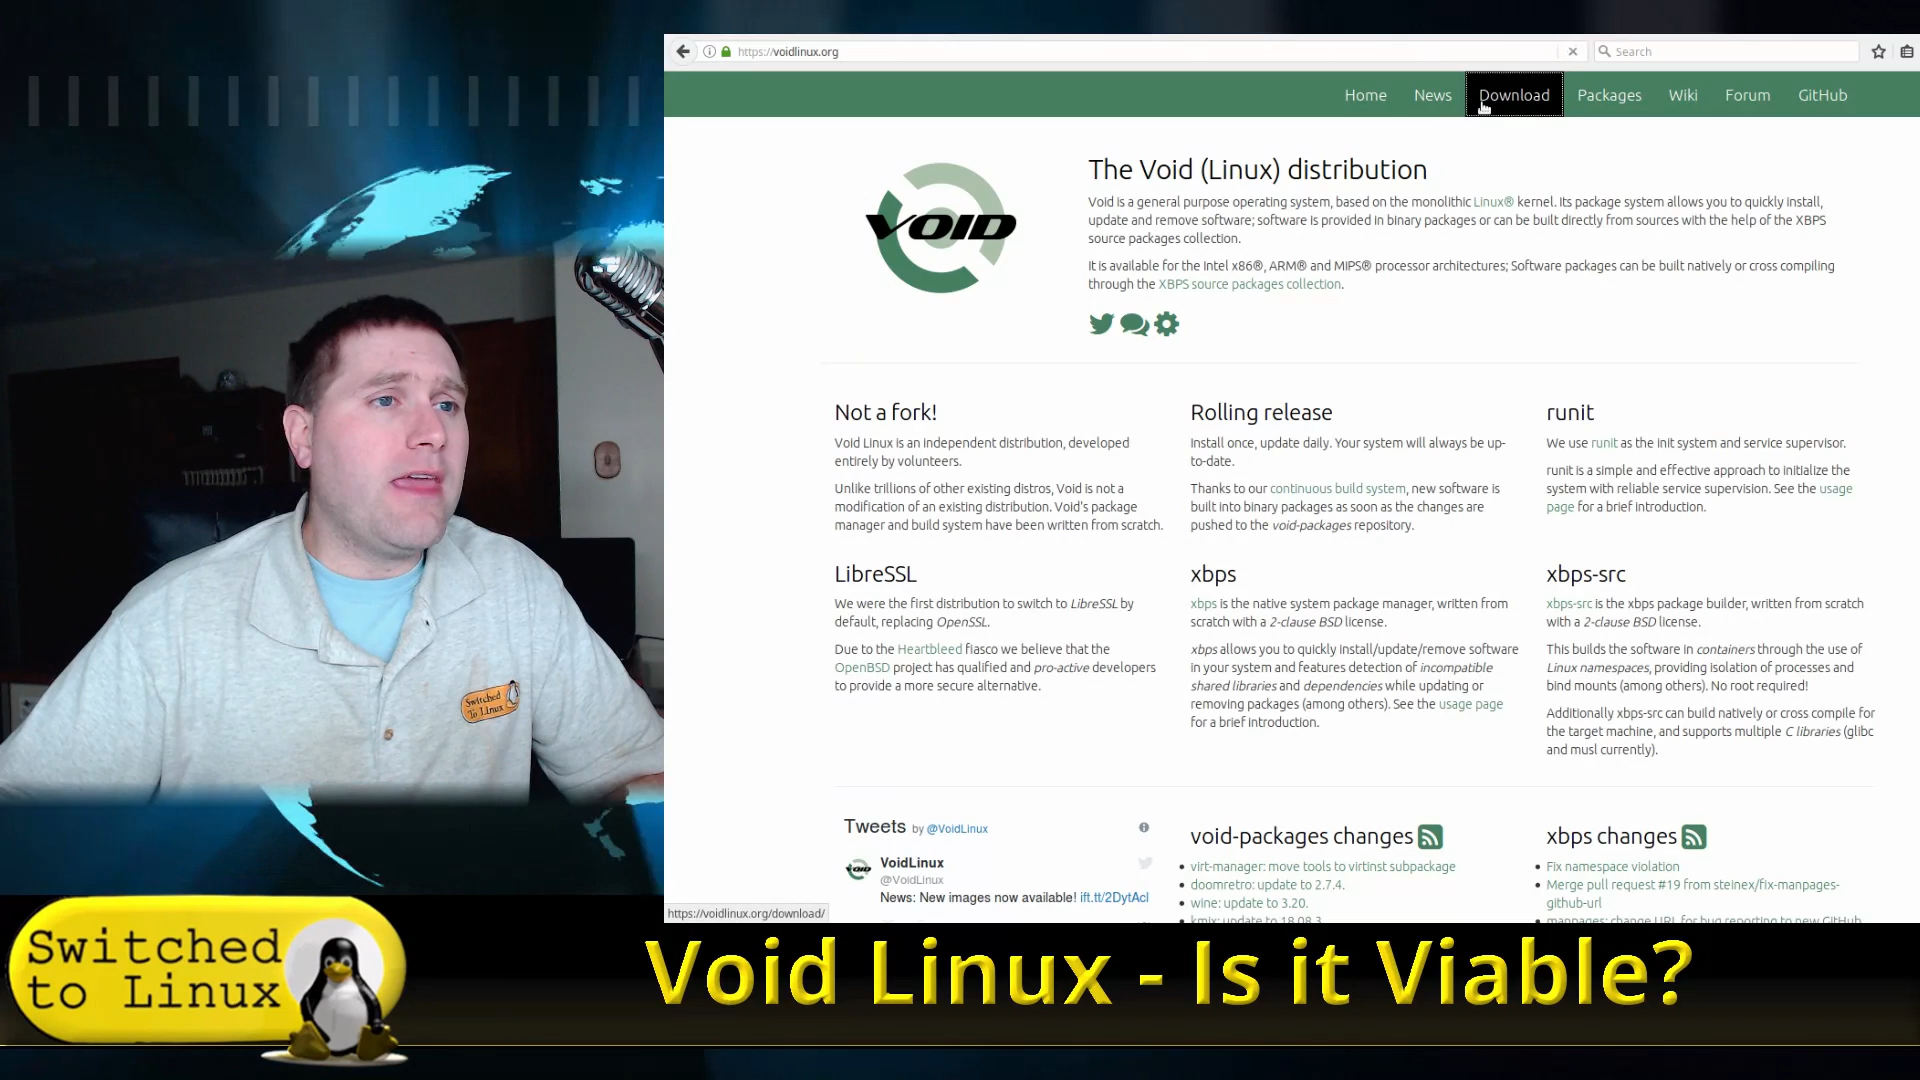 https://voidlinux.org
Search
Home News Download Packages Wiki Forum GitHub
VOID
The Void (Linux) distribution
Void is a general purpose operating system, based on the monolithic Linux® kernel. Its package system allows you to quickly install,
update and remove software; software is provided in binary packages or can be built directly from sources with the help of the XBPS
source packages collection.
It is available for the Intel x86®, ARM® and MIPS® processor architectures; Software packages can be built natively or cross compiling
through the XBPS source packages collection.
Not a fork!
Void Linux is an independent distribution, developed
entirely by volunteers.
Unlike trillions of other existing distros, Void is not a
modification of an existing distribution. Void's package
manager and build system have been written from scratch.
Rolling release
Install once, update daily. Your system will always be up-
to-date.
Thanks to our continuous build system, new software is
built into binary packages as soon as the changes are
pushed to the void-packages repository.
runit
We use runit as the init system and service supervisor.
runit is a simple and effective approach to initialize the
system with reliable service supervision. See the usage
page for a brief introduction.
LibreSSL
We were the first distribution to switch to LibreSSL by
default, replacing OpenSSL.
Due to the Heartbleed fiasco we believe that the
OpenBSD project has qualified and pro-active developers
to provide a more secure alternative.
xbps
xbps is the native system package manager, written from
scratch with a 2-clause BSD license.
xbps allows you to quickly install/update/remove software
in your system and features detection of incompatible
shared libraries and dependencies while updating or
removing packages (among others). See the usage page
for a brief introduction.
xbps-src
xbps-src is the xbps package builder, written from scratch
with a 2-clause BSD license.
This builds the software in containers through the use of
Linux namespaces, providing isolation of processes and
bind mounts (among others). No root required!
Additionally xbps-src can build natively or cross compile for
the target machine, and supports multiple C libraries (glibc
and musl currently).
Tweets by @VoidLinux
VoidLinux
@VoidLinux
News: New images now available! ift.tt/2DytAcl
void-packages changes
virt-manager: move tools to virtinst subpackage
doomretro: update to 2.7.4.
wine: update to 3.20.
kmix: update to 18.08.3
xbps changes
Fix namespace violation
Merge pull request #19 from steinex/fix-manpages-
github-url
manpages: change URL for bug reporting to new GitHub
https://voidlinux.org/download/
Switched
To Linux
Switched
to Linux
Void Linux - Is it Viable?